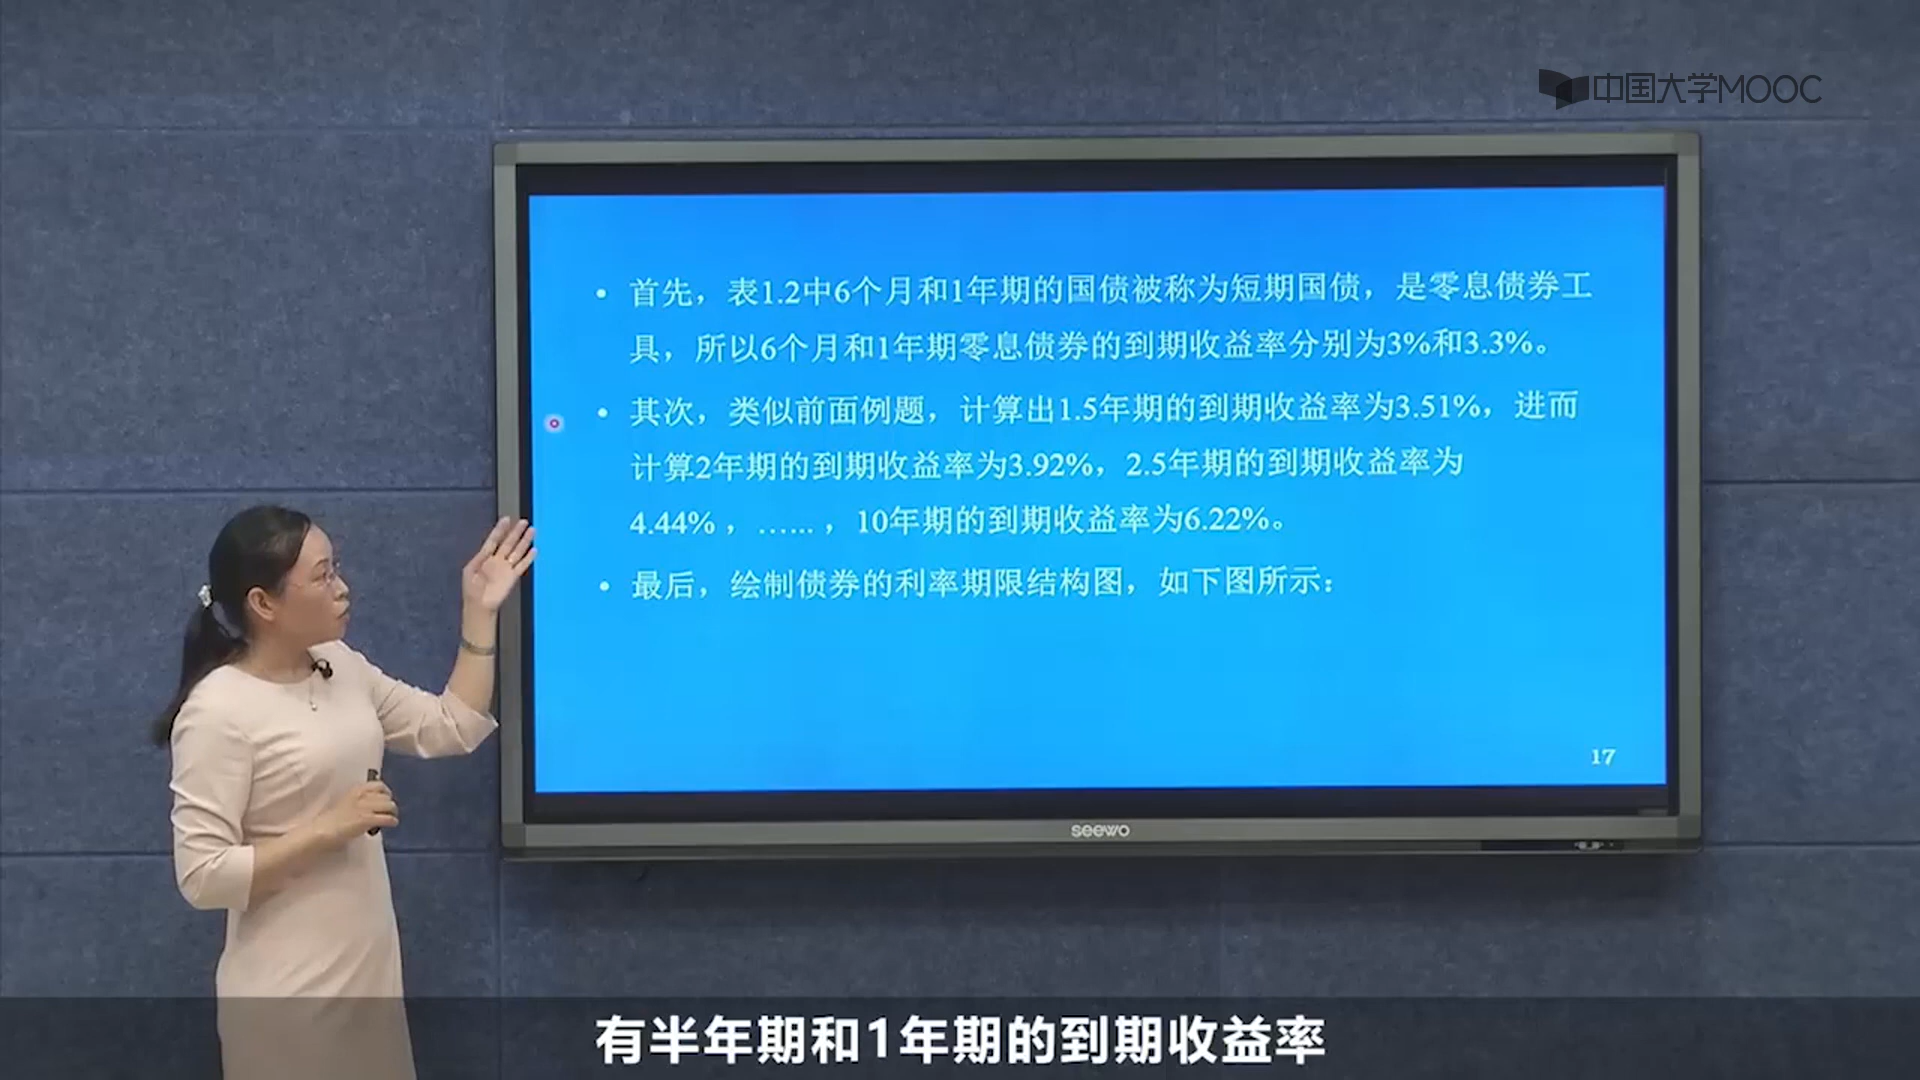 中国大学MOOC
• 首先，表1.2中6个月和1年期的国债被称为短期国债，是零息债券工
具，所以6个月和1年期零息债券的到期收益率分别为3%和3.3%。
• 其次，类似前面例题，计算出1.5年期的到期收益率为3.51%，进而
计算2年期的到期收益率为3.92%，2.5年期的到期收益率为
4.44% ，…... ，10年期的到期收益率为6.22%。
• 最后，绘制债券的利率期限结构图，如下图所示：
17
seewo
有半年期和1年期的到期收益率